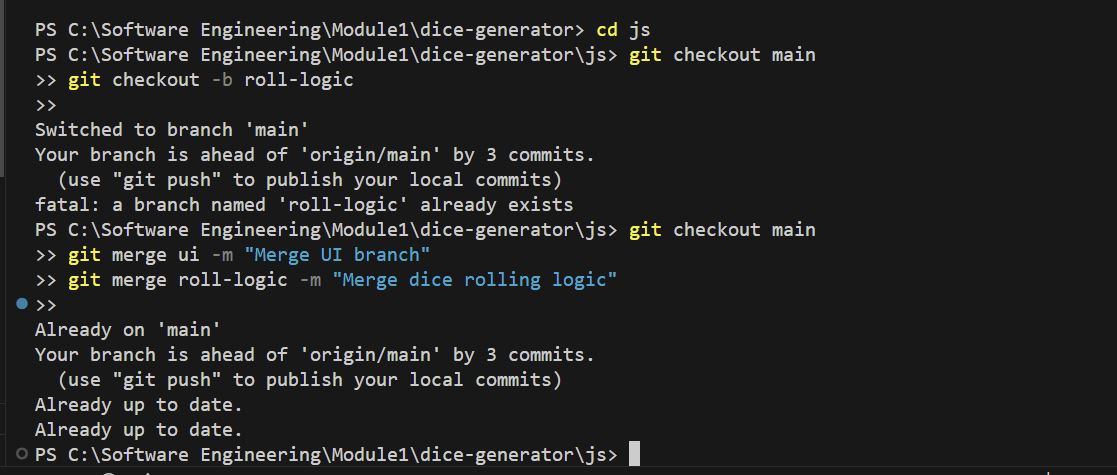 PS C:\Software Engineering\Module1\dice-generator> cd js
PS C:\Software Engineering\Module1\dice-generator\js> git checkout main
>> git checkout -b roll-logic
>>
Switched to branch 'main'
Your branch is ahead of 'origin/main' by 3 commits.
  (use "git push" to publish your local commits)
fatal: a branch named 'roll-logic' already exists
PS C:\Software Engineering\Module1\dice-generator\js> git checkout main
>> git merge ui -m "Merge UI branch"
>> git merge roll-logic -m "Merge dice rolling logic"
>>
Already on 'main'
Your branch is ahead of 'origin/main' by 3 commits.
  (use "git push" to publish your local commits)
Already up to date.
Already up to date.
PS C:\Software Engineering\Module1\dice-generator\js>